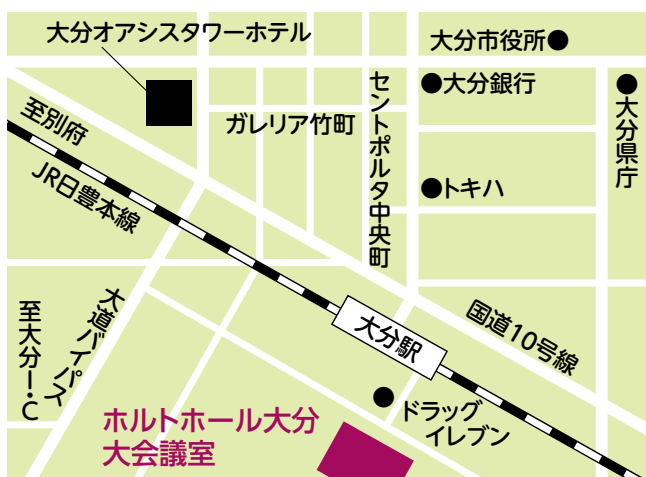 大分オアシスタワーホテル
大分市役所
大分銀行
大分県庁
至別府
ガレリア竹町
セントポルタ中央町
トキハ
JR日豊本線
大道バイパス
至大分I・C
国道10号線
大分駅
ドラッグ
イレブン
ホルトホール大分
大会議室